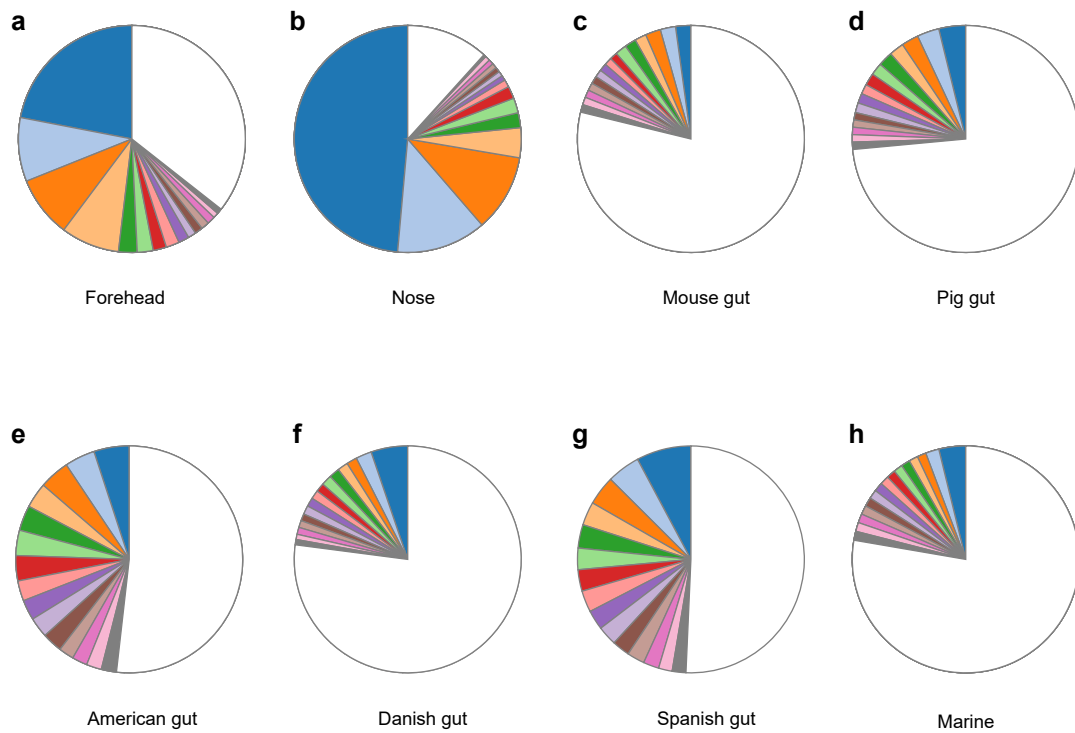 a b c d
Forehead Nose Mouse gut Pig gut
e f g h
American gut Danish gut Spanish gut Marine